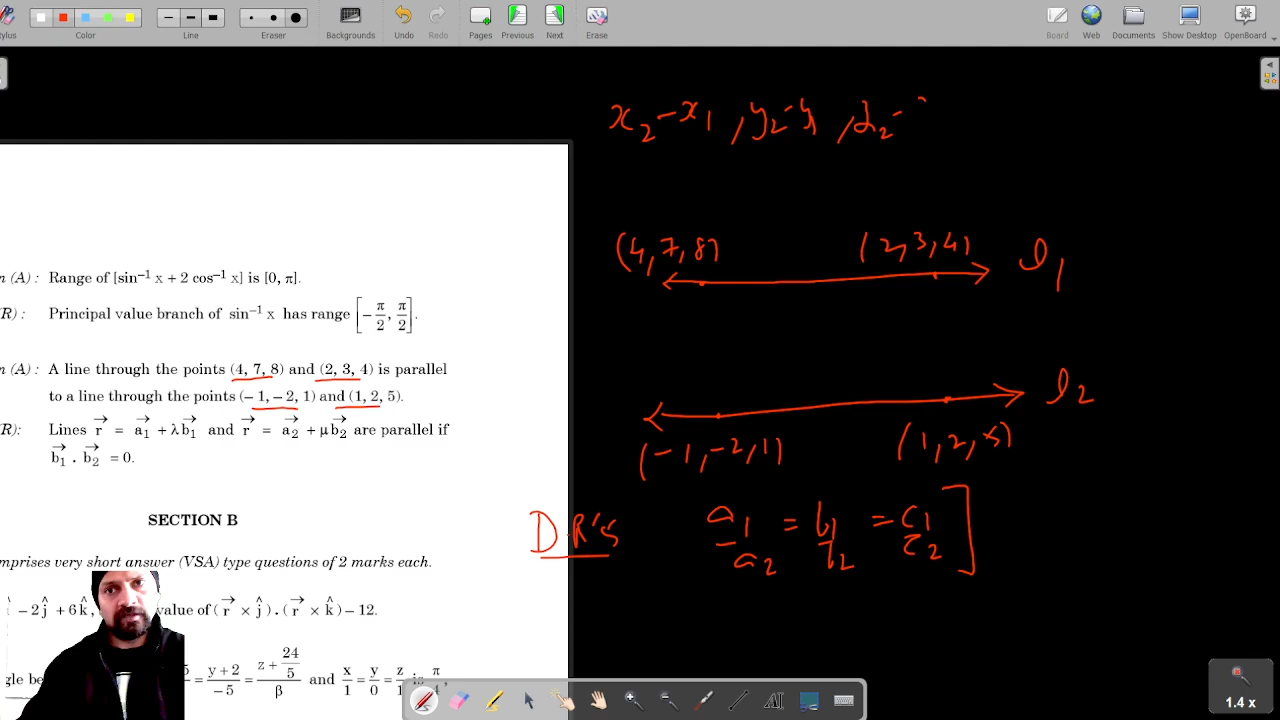 Stylus Color Line Eraser Backgrounds Undo Redo Pages Previous Next Erase Board Web Documents Show Desktop OpenBoard
x₂-x₁, y₂-y₁, z₂-
(4,7,8) (2,3,4) l₁
n (A) : Range of [sin⁻¹ x + 2 cos⁻¹ x] is [0, π].
(R) : Principal value branch of sin⁻¹ x has range [-π/2, π/2].
n (A) : A line through the points (4, 7, 8) and (2, 3, 4) is parallel
to a line through the points (– 1, – 2, 1) and (1, 2, 5).
l₂
(R): Lines r⃗ = a⃗₁ + λb⃗₁ and r⃗ = a⃗₂ + μb⃗₂ are parallel if
b⃗₁ . b⃗₂ = 0.
(-1,-2,1) (1,2,5)
SECTION B
D.R's a₁/a₂ = b₁/b₂ = c₁/c₂ ]
mprises very short answer (VSA) type questions of 2 marks each.
– 2ĵ + 6k̂, value of (r⃗ × ĵ) . (r⃗ × k̂) – 12.
gle be 5 = (y + 2)/(– 5) = (z + 24/5)/β and x/1 = y/0 = z/1 is π/4,
1.4 x